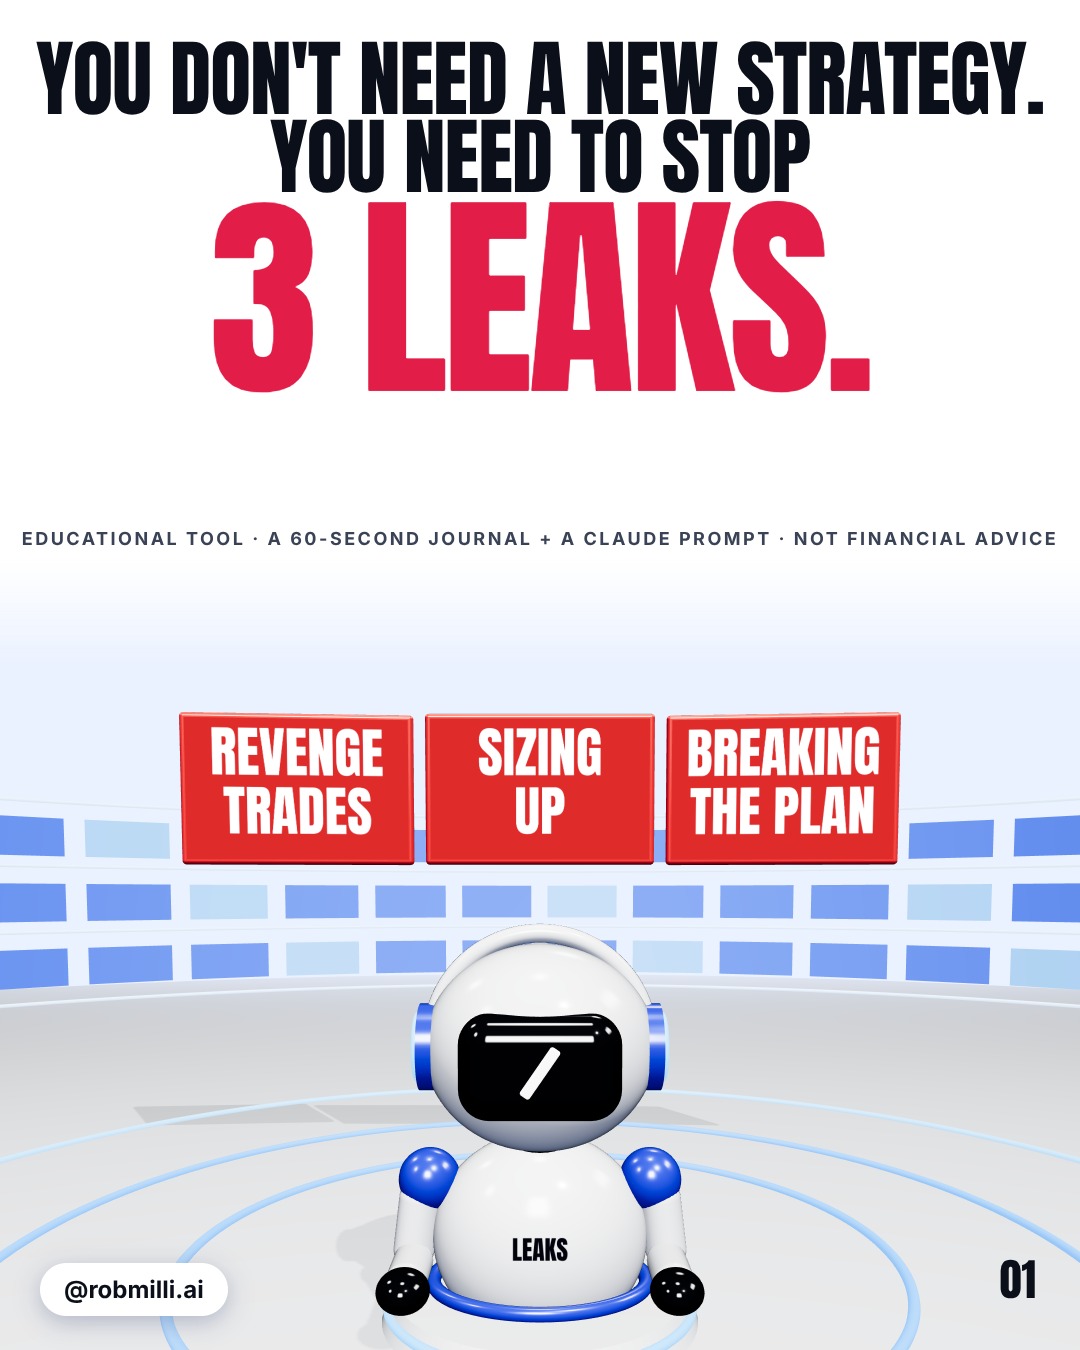 YOU DON'T NEED A NEW STRATEGY.
YOU NEED TO STOP
3 LEAKS.
EDUCATIONAL TOOL · A 60-SECOND JOURNAL + A CLAUDE PROMPT · NOT FINANCIAL ADVICE
REVENGE
TRADES
SIZING
UP
BREAKING
THE PLAN
LEAKS
@robmilli.ai
01